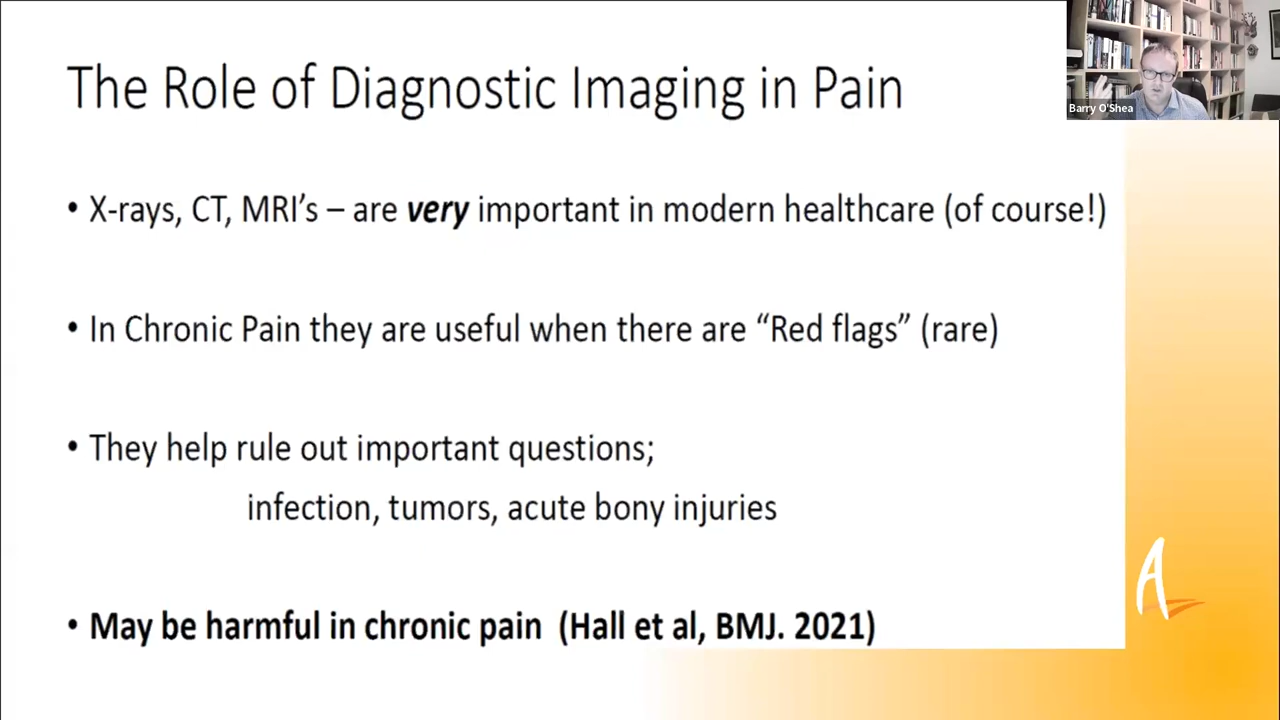 The Role of Diagnostic Imaging in Pain
Barry O'Shea
• X-rays, CT, MRI’s – are very important in modern healthcare (of course!)
• In Chronic Pain they are useful when there are “Red flags” (rare)
• They help rule out important questions;
infection, tumors, acute bony injuries
• May be harmful in chronic pain (Hall et al, BMJ. 2021)
A